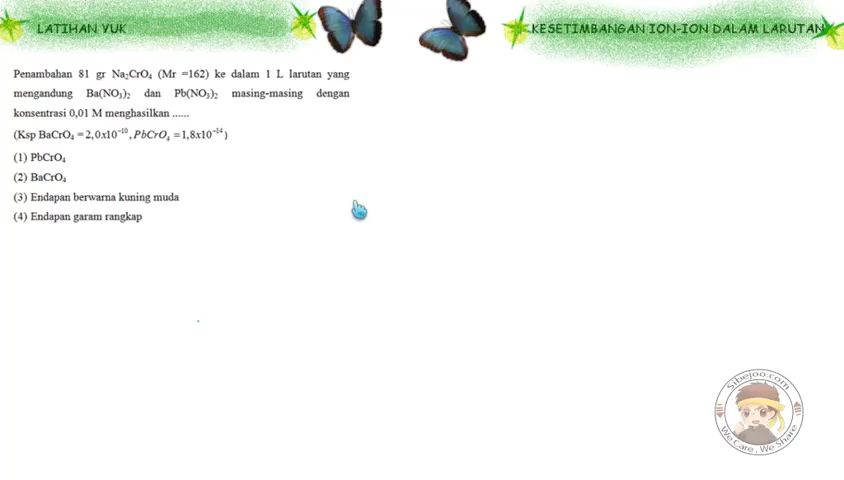 LATIHAN YUK
KESETIMBANGAN ION-ION DALAM LARUTAN
Penambahan 81 gr Na₂CrO₄ (Mr =162) ke dalam 1 L larutan yang
mengandung Ba(NO₃)₂ dan Pb(NO₃)₂ masing-masing dengan
konsentrasi 0,01 M menghasilkan ......
(Ksp BaCrO₄ = 2,0x10⁻¹⁰, PbCrO₄ = 1,8x10⁻¹⁴)
(1) PbCrO₄
(2) BaCrO₄
(3) Endapan berwarna kuning muda
(4) Endapan garam rangkap
Sibejoo.com
We Care , We Share